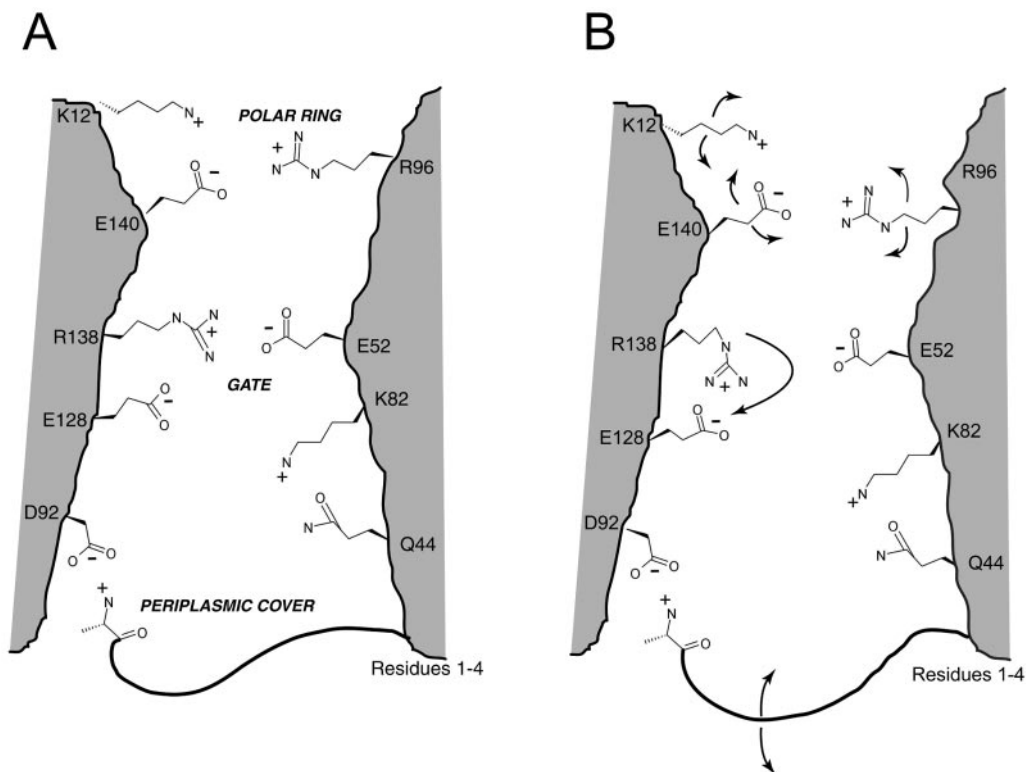 A
K12
N
+
POLAR RING
+
N
N
N
R96
O
−
O
E140
R138
N
N
+
N
−
O
O
E52
GATE
E128
O
−
O
K82
N
+
D92
O
−
O
O
N
Q44
+
N
O
PERIPLASMIC COVER
Residues 1-4
B
K12
N
+
R96
O
−
O
E140
+
N
N
N
R138
N
N
+
N
−
O
O
E52
E128
O
−
O
K82
N
+
D92
O
−
O
O
N
Q44
+
N
O
Residues 1-4